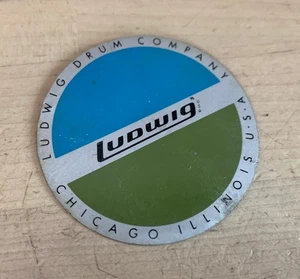 LUDWIG DRUM COMPANY
Ludwig
CHICAGO ILLINOIS U.S.A.